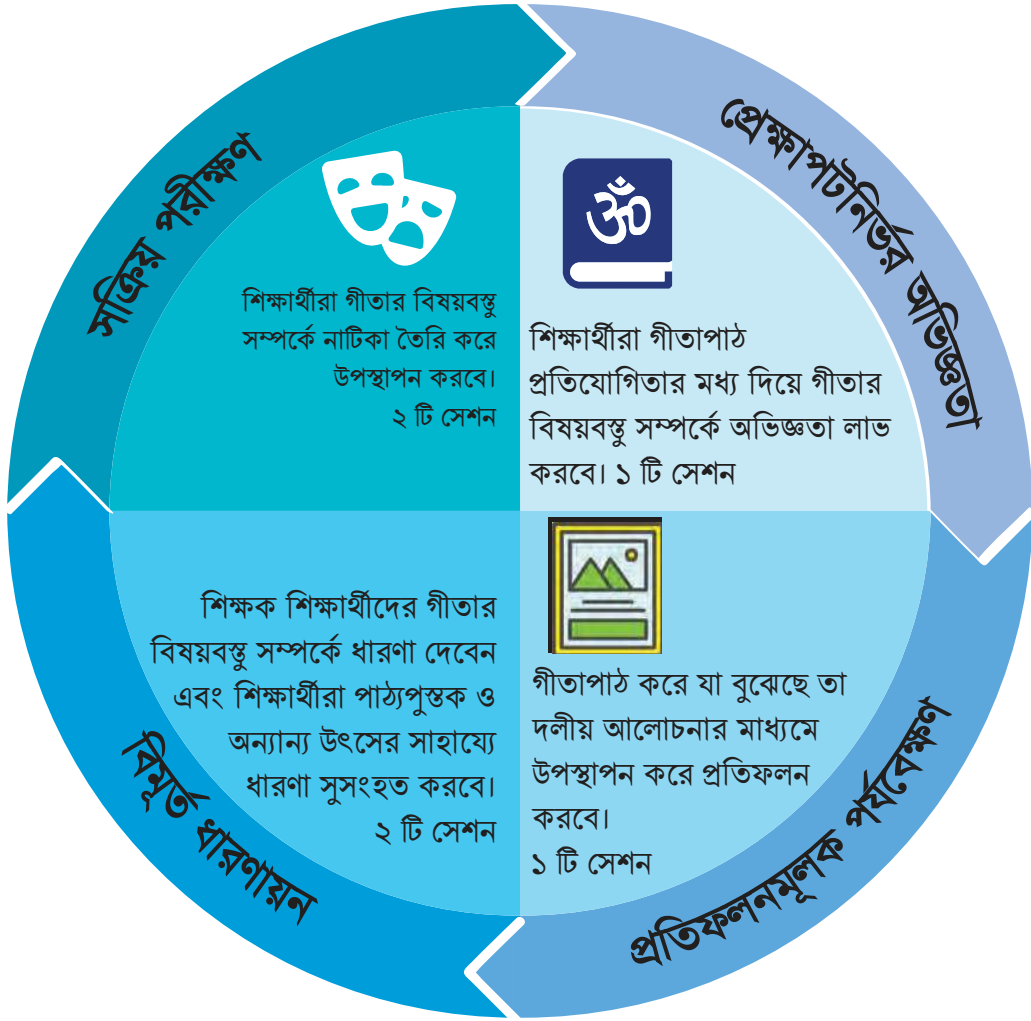 প্রেক্ষাপটনির্ভর অভিজ্ঞতা
শিক্ষার্থীরা গীতাপাঠ
প্রতিযোগিতার মধ্য দিয়ে গীতার
বিষয়বস্তু সম্পর্কে অভিজ্ঞতা লাভ
করবে। ১ টি সেশন
প্রতিফলনমূলক পর্যবেক্ষণ
গীতাপাঠ করে যা বুঝেছে তা
দলীয় আলোচনার মাধ্যমে
উপস্থাপন করে প্রতিফলন
করবে।
১ টি সেশন
বিমূর্ত ধারণায়ন
শিক্ষক শিক্ষার্থীদের গীতার
বিষয়বস্তু সম্পর্কে ধারণা দেবেন
এবং শিক্ষার্থীরা পাঠ্যপুস্তক ও
অন্যান্য উৎসের সাহায্যে
ধারণা সুসংহত করবে।
২ টি সেশন
সক্রিয় পরীক্ষণ
শিক্ষার্থীরা গীতার বিষয়বস্তু
সম্পর্কে নাটিকা তৈরি করে
উপস্থাপন করবে।
২ টি সেশন
ॐ